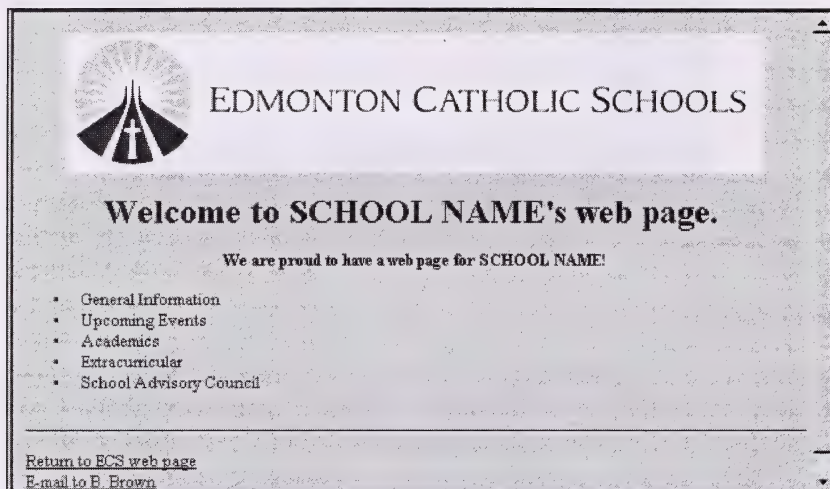 EDMONTON CATHOLIC SCHOOLS
Welcome to SCHOOL NAME's web page.
We are proud to have a web page for SCHOOL NAME!
▪ General Information
▪ Upcoming Events
▪ Academics
▪ Extracurricular
▪ School Advisory Council
Return to ECS web page
E-mail to B. Brown